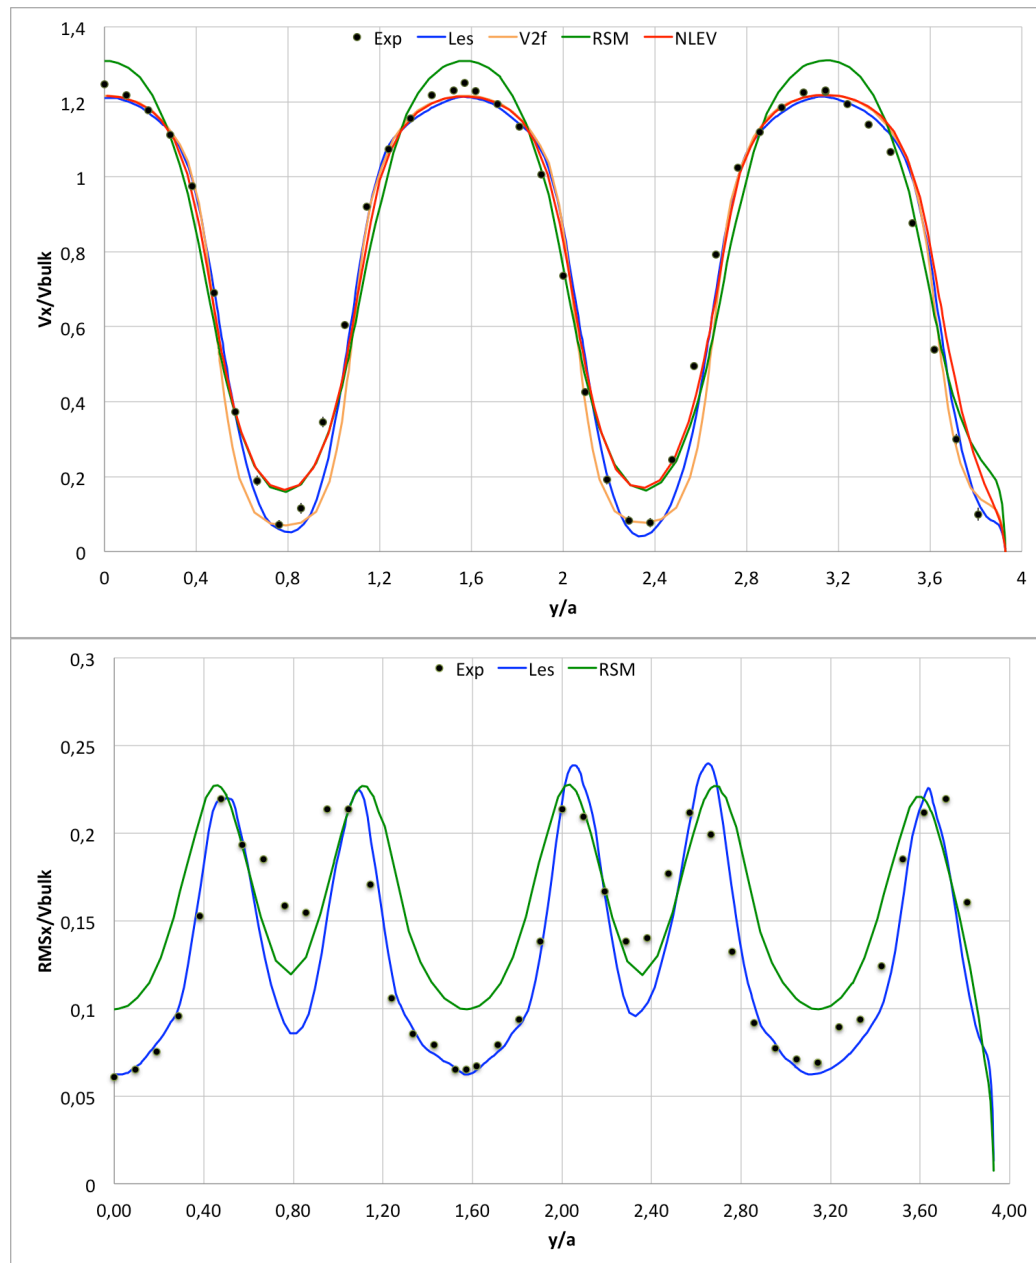 Exp Les V2f RSM NLEV
1,4
1,2
1
0,8
0,6
0,4
0,2
0
Vx/Vbulk
0 0,4 0,8 1,2 1,6 2 2,4 2,8 3,2 3,6 4
y/a
Exp Les RSM
0,3
0,25
0,2
0,15
0,1
0,05
0
RMSx/Vbulk
0,00 0,40 0,80 1,20 1,60 2,00 2,40 2,80 3,20 3,60 4,00
y/a